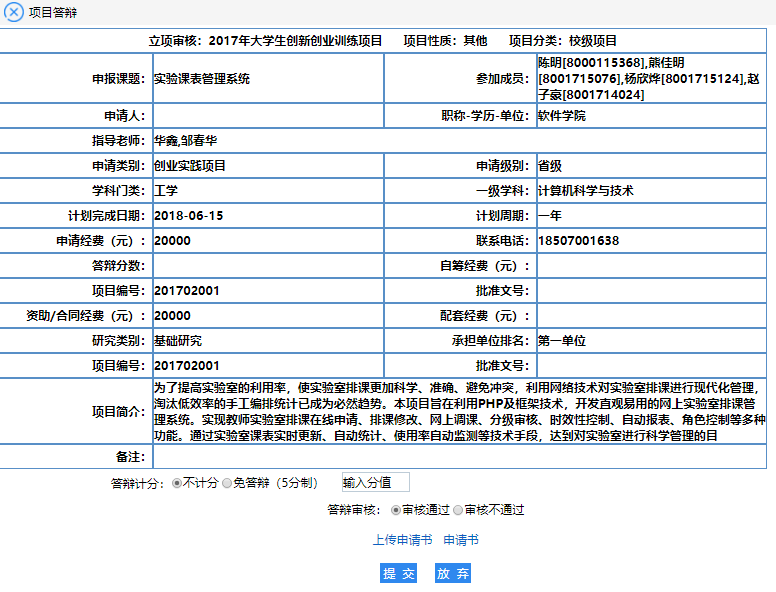 项目答辩
立项审核：2017年大学生创新创业训练项目 项目性质：其他 项目分类：校级项目
申报课题： 实验课表管理系统 参加成员： 陈明[8000115368],熊佳明
[8001715076],杨欣烨[8001715124],赵
子豪[8001714024]
申请人： 职称-学历-单位： 软件学院
指导老师： 华鑫,邹春华
申请类别： 创业实践项目 申请级别： 省级
学科门类： 工学 一级学科： 计算机科学与技术
计划完成日期： 2018-06-15 计划周期： 一年
申请经费（元）： 20000 联系电话： 18507001638
答辩分数： 自筹经费（元）：
项目编号： 201702001 批准文号：
资助/合同经费（元）： 20000 配套经费（元）：
研究类别： 基础研究 承担单位排名： 第一单位
项目编号： 201702001 批准文号：
项目简介： 为了提高实验室的利用率，使实验室排课更加科学、准确、避免冲突，利用网络技术对实验室排课进行现代化管理，
淘汰低效率的手工编排统计已成为必然趋势。本项目旨在利用PHP及框架技术，开发直观易用的网上实验室排课管
理系统。实现教师实验室排课在线申请、排课修改、网上调课、分级审核、时效性控制、自动报表、角色控制等多种
功能。通过实验室课表实时更新、自动统计、使用率自动监测等技术手段，达到对实验室进行科学管理的目
备注：
答辩计分： 不计分 免答辩（5分制） 输入分值
答辩审核： 审核通过 审核不通过
上传申请书 申请书
提 交 放 弃